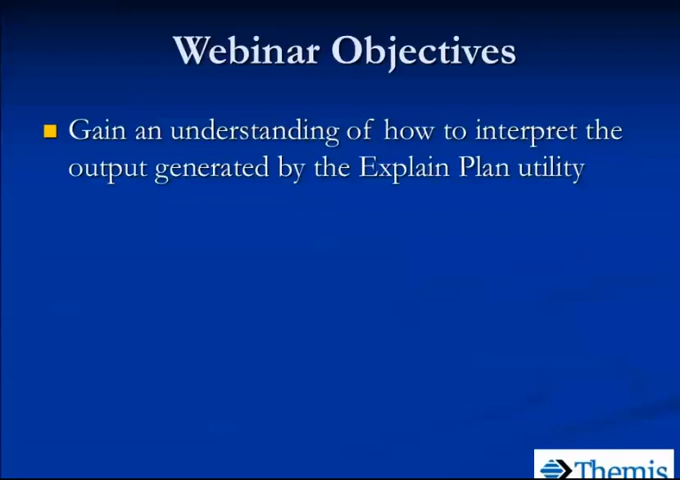 Webinar Objectives
Gain an understanding of how to interpret the
output generated by the Explain Plan utility
Themis